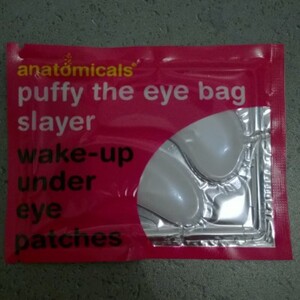 anatomicals
puffy the eye bag
slayer
wake-up
under
eye
patches